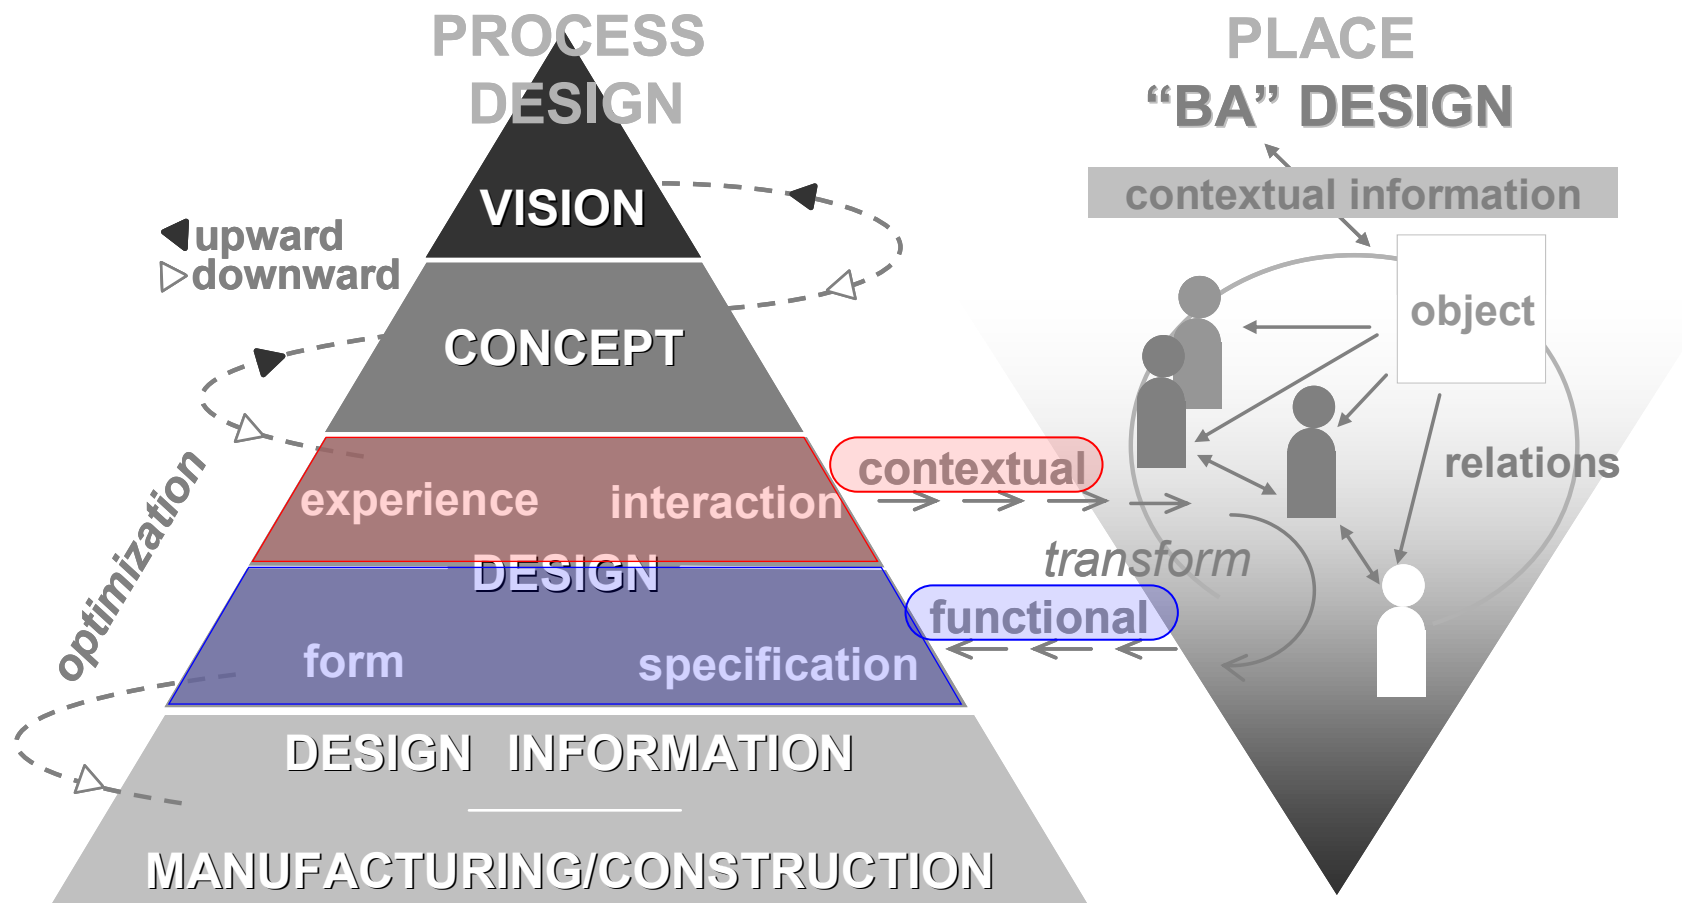 PROCESS
DESIGN
VISION
upward
downward
CONCEPT
experience interaction
DESIGN
form specification
optimization
DESIGN INFORMATION
MANUFACTURING/CONSTRUCTION
contextual
transform
functional
PLACE
“BA” DESIGN
contextual information
object
relations